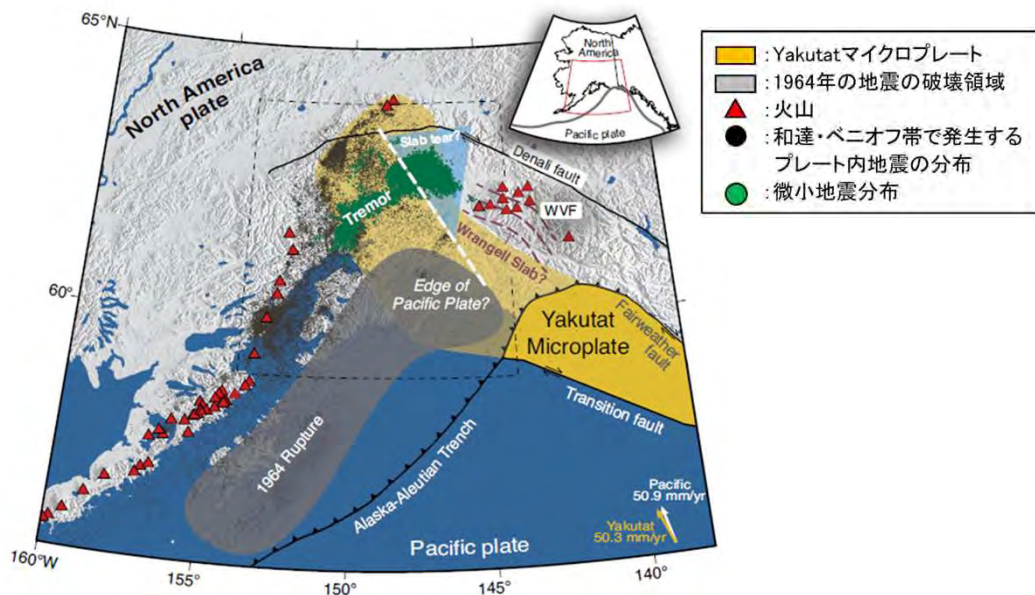 65°N
North America
plate
North
America
Pacific plate
:Yakutatマイクロプレート
:1964年の地震の破壊領域
:火山
:和達・ベニオフ帯で発生する
プレート内地震の分布
:微小地震分布
Slab tear?
Denali fault
Tremor
WVF
Wrangell Slab?
60°
Edge of
Pacific Plate?
Yakutat
Microplate
Fairweather
fault
Transition fault
1964 Rupture
Alaska-Aleutian Trench
Pacific
50.9 mm/yr
Yakutat
50.3 mm/yr
Pacific plate
160°W
155°
150°
145°
140°